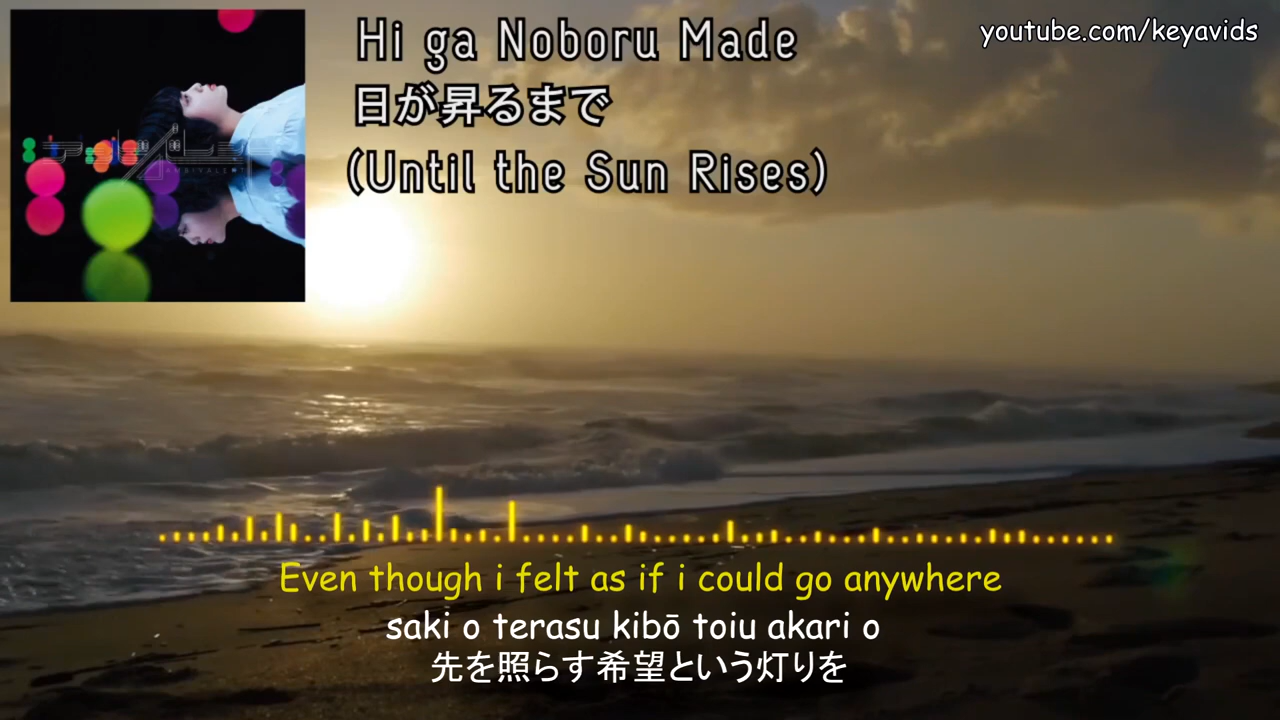 Hi ga Noboru Made
日が昇るまで
(Until the Sun Rises)
youtube.com/keyavids
AMBIVALENT
Even though i felt as if i could go anywhere
saki o terasu kibō toiu akari o
先を照らす希望という灯りを